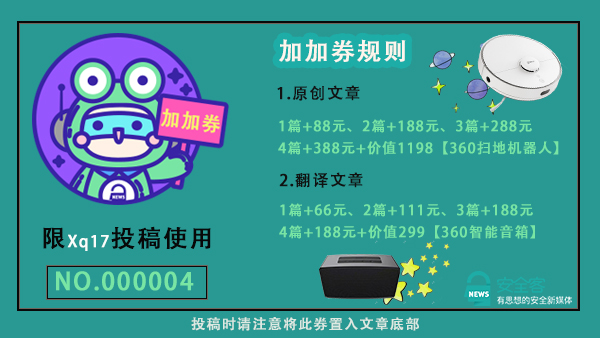 加加券规则
加加券
NEWS
1.原创文章
1篇+88元、2篇+188元、3篇+288元
4篇+388元+价值1198【360扫地机器人】
2.翻译文章
1篇+66元、2篇+111元、3篇+188元
4篇+188元+价值299【360智能音箱】
限Xq17投稿使用
NO.000004
NEWS
安全客
有思想的安全新媒体
投稿时请注意将此券置入文章底部